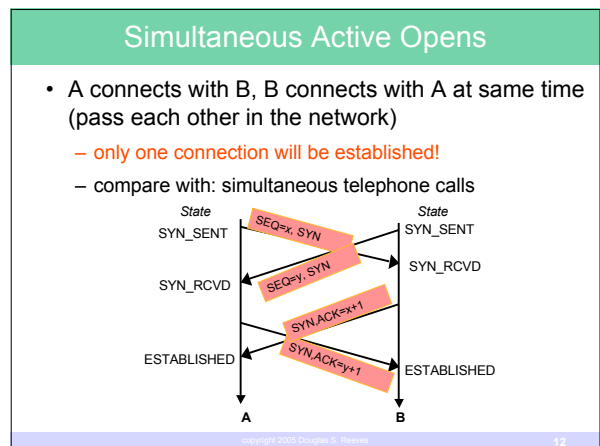 Simultaneous Active Opens
• A connects with B, B connects with A at same time
(pass each other in the network)
– only one connection will be established!
– compare with: simultaneous telephone calls
State
State
SYN_SENT
SEQ=x, SYN
SYN_SENT
SYN_RCVD
SEQ=y, SYN
SYN_RCVD
SYN,ACK=x+1
SYN,ACK=y+1
ESTABLISHED
ESTABLISHED
A
B
copyright 2005 Douglas S. Reeves
12